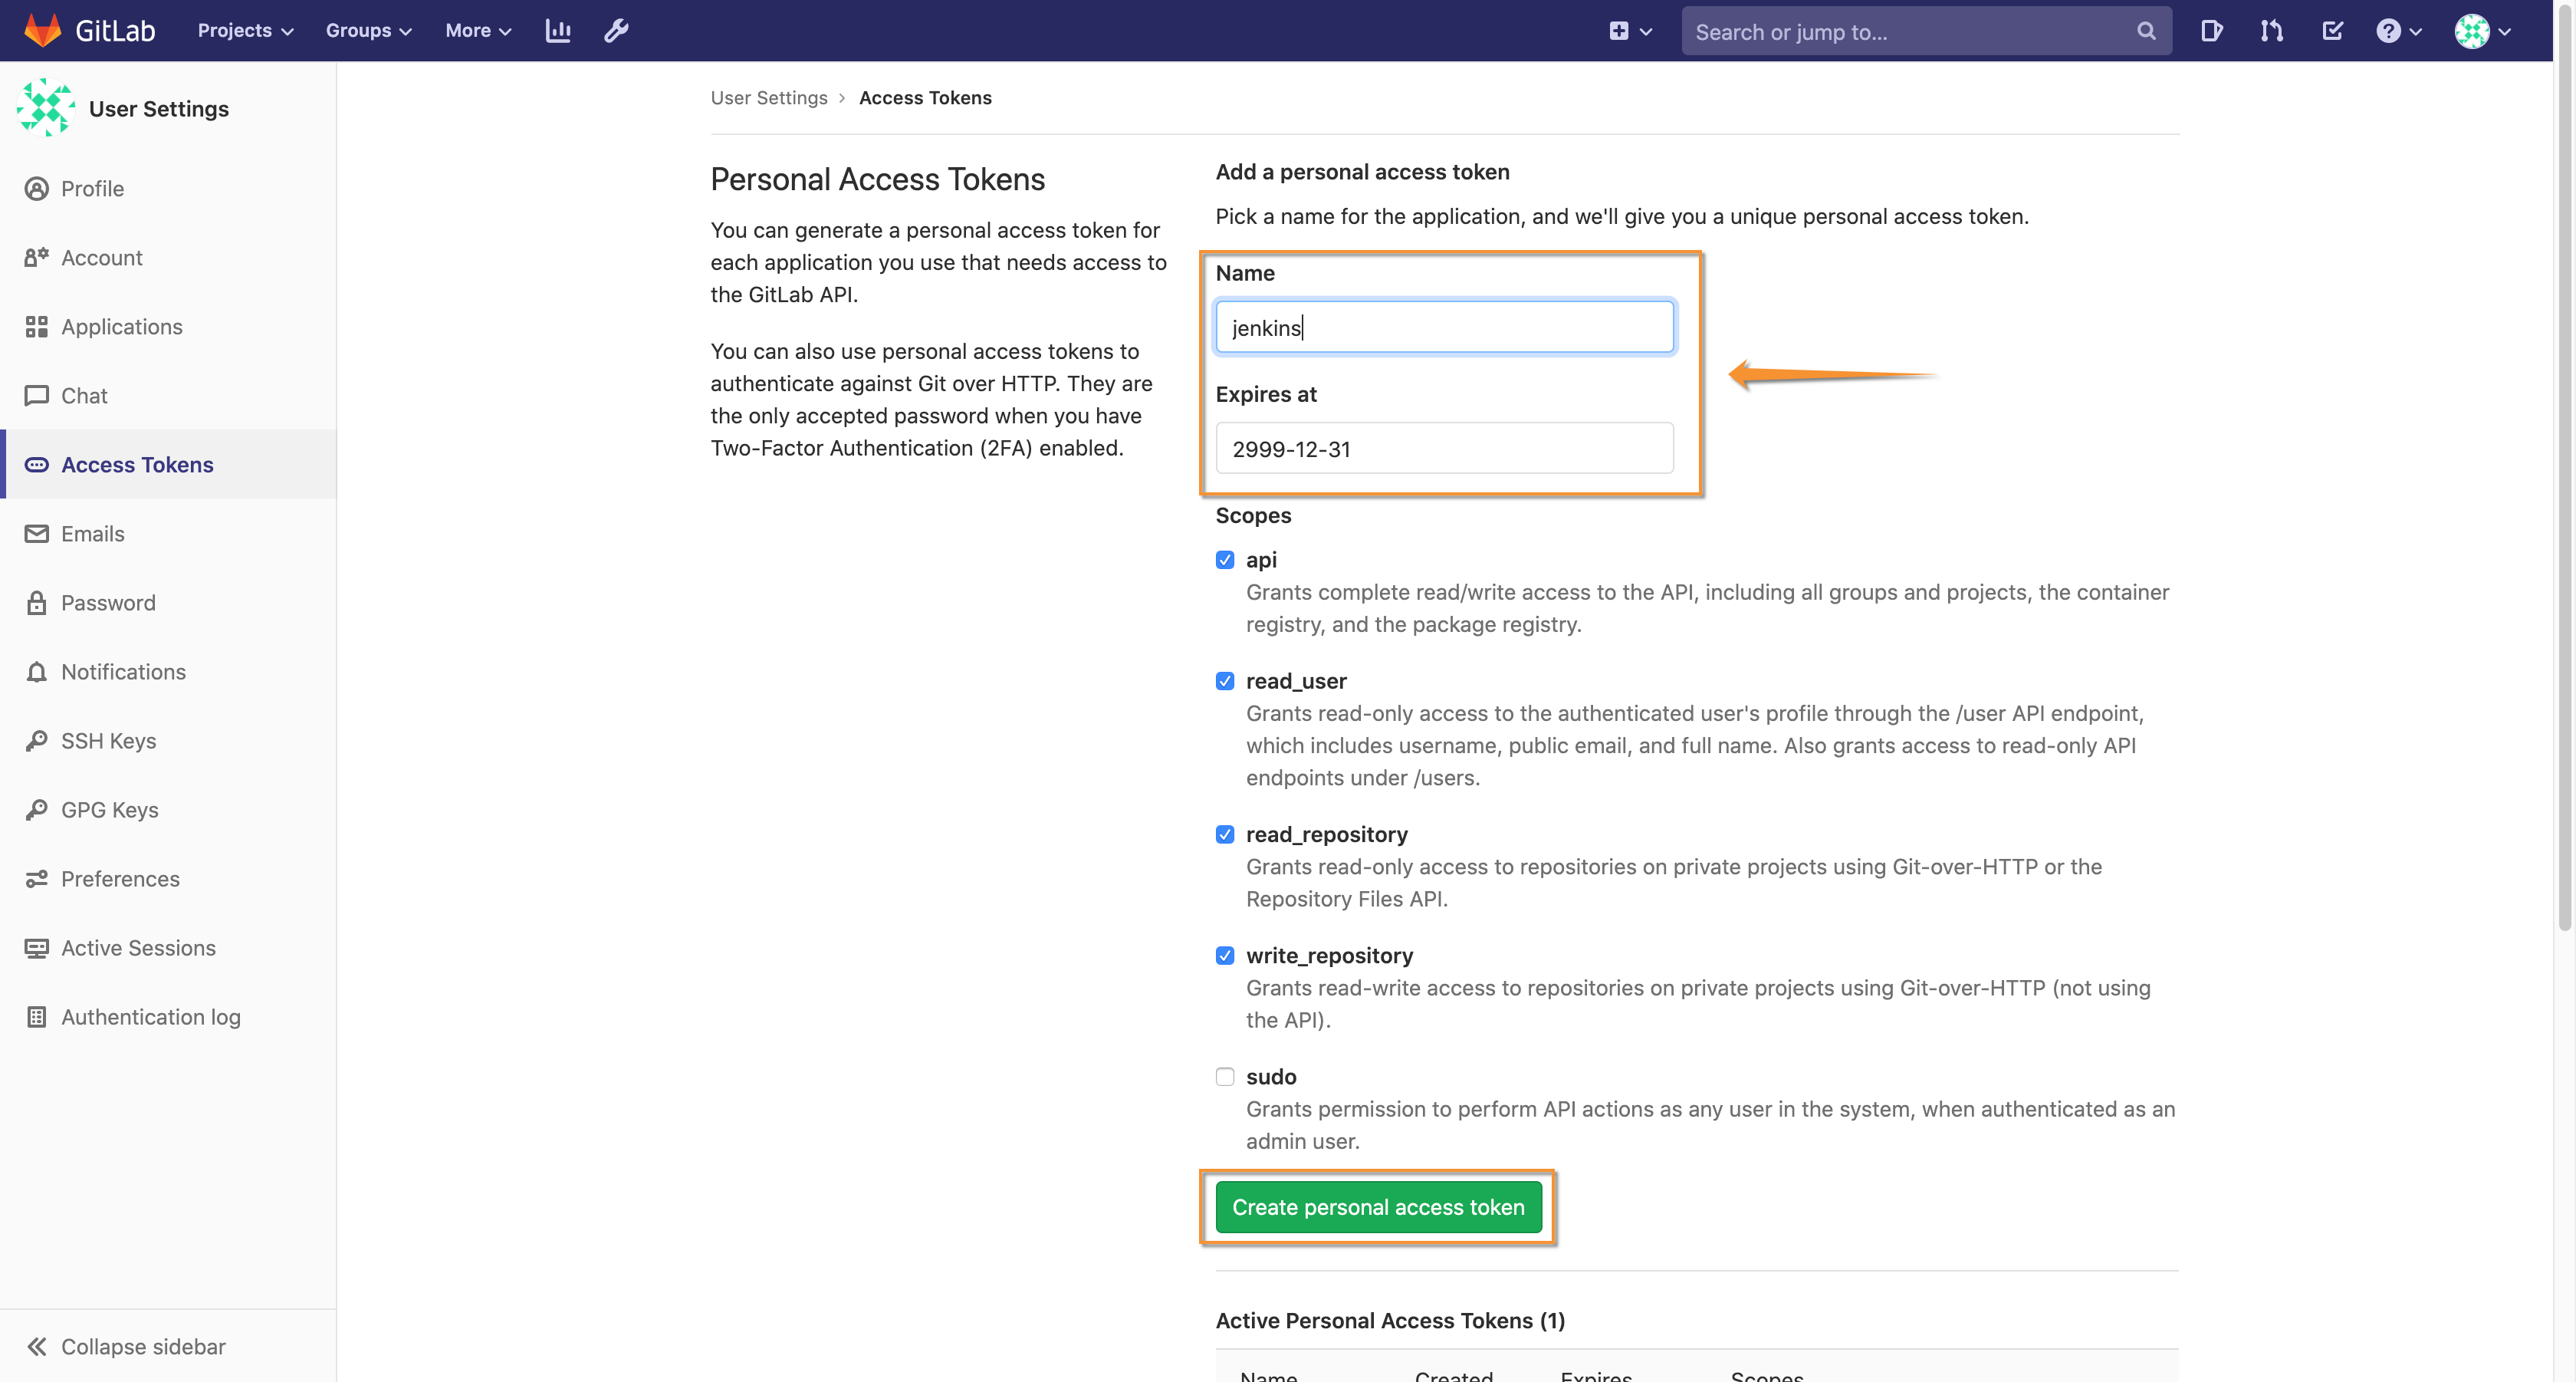 GitLab
Projects
Groups
More
Search or jump to...
User Settings
Profile
Account
Applications
Chat
Access Tokens
Emails
Password
Notifications
SSH Keys
GPG Keys
Preferences
Active Sessions
Authentication log
Collapse sidebar
User Settings › Access Tokens
Personal Access Tokens
You can generate a personal access token for
each application you use that needs access to
the GitLab API.
You can also use personal access tokens to
authenticate against Git over HTTP. They are
the only accepted password when you have
Two-Factor Authentication (2FA) enabled.
Add a personal access token
Pick a name for the application, and we'll give you a unique personal access token.
Name
jenkins
Expires at
2999-12-31
Scopes
api
Grants complete read/write access to the API, including all groups and projects, the container
registry, and the package registry.
read_user
Grants read-only access to the authenticated user's profile through the /user API endpoint,
which includes username, public email, and full name. Also grants access to read-only API
endpoints under /users.
read_repository
Grants read-only access to repositories on private projects using Git-over-HTTP or the
Repository Files API.
write_repository
Grants read-write access to repositories on private projects using Git-over-HTTP (not using
the API).
sudo
Grants permission to perform API actions as any user in the system, when authenticated as an
admin user.
Create personal access token
Active Personal Access Tokens (1)
Name Created Expires Scopes